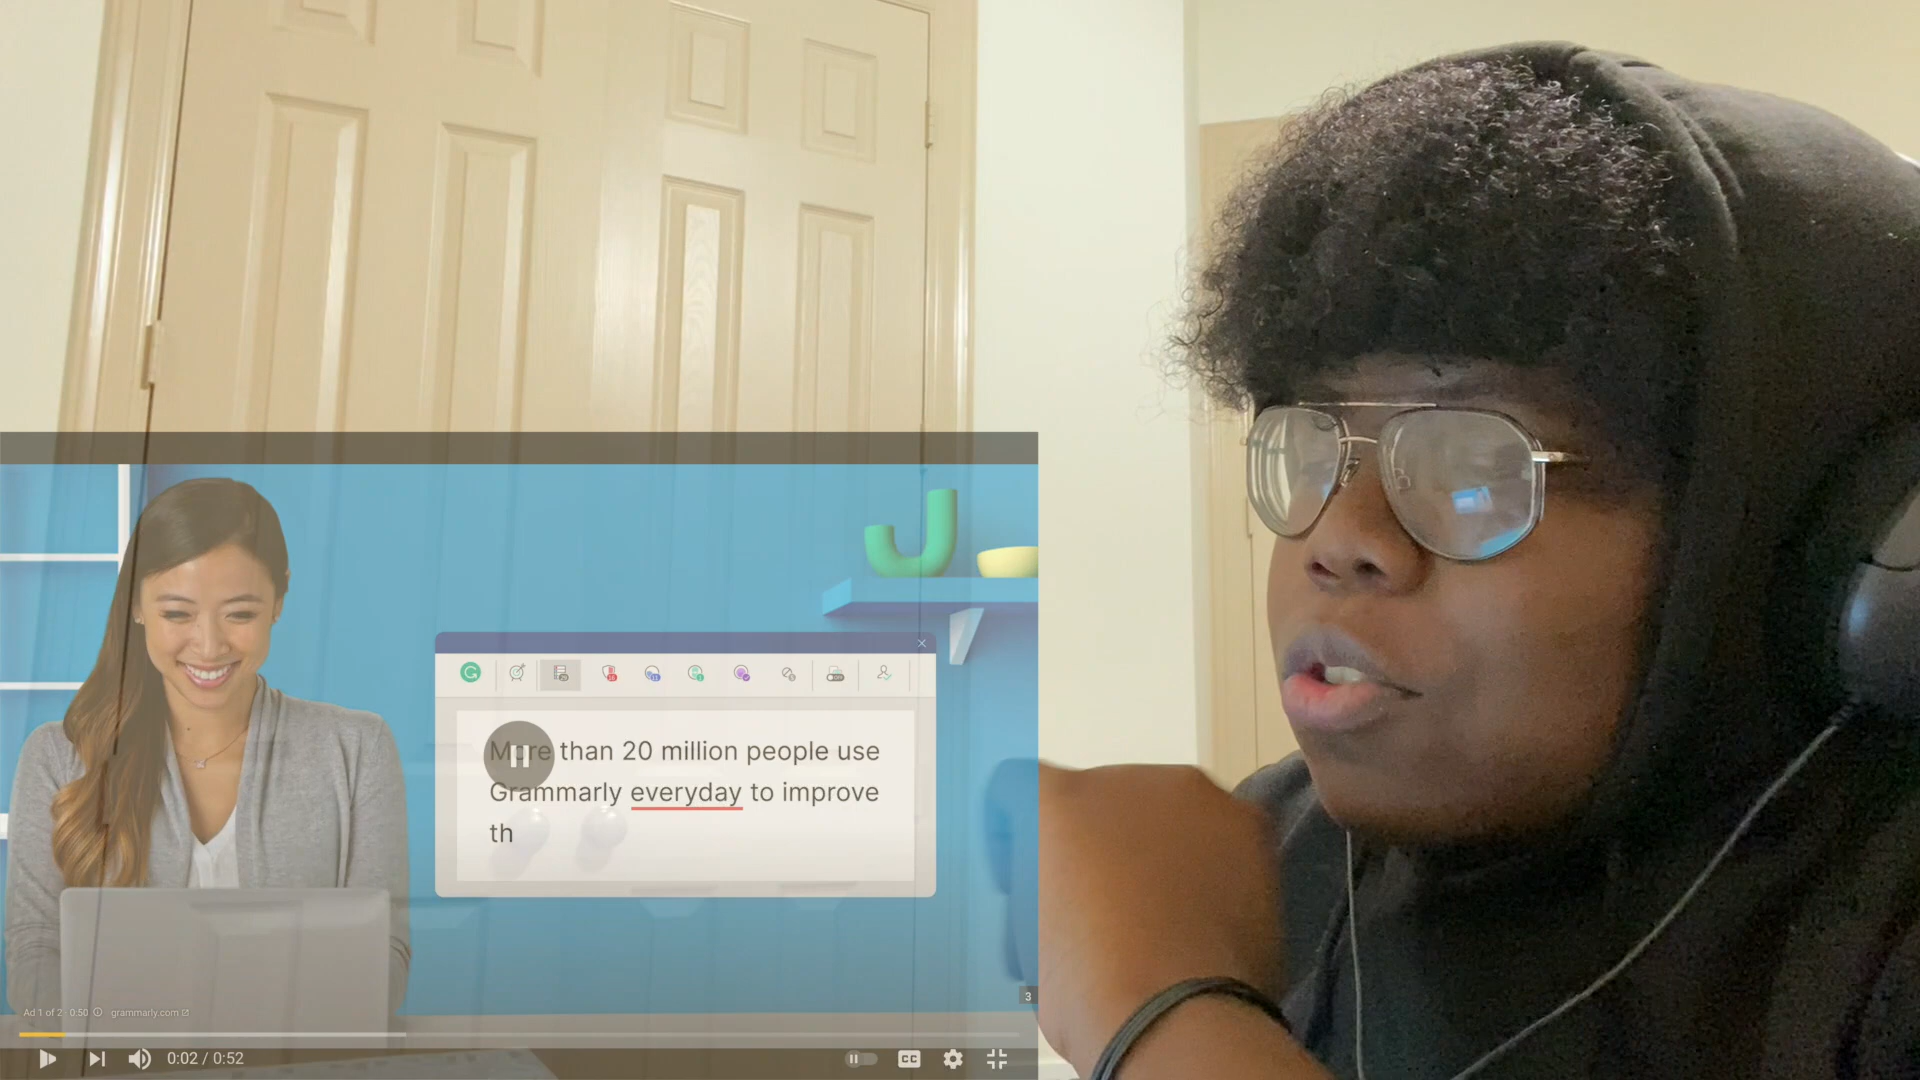 More than 20 million people use
Grammarly everyday to improve
th
3
Ad 1 of 2 · 0:50 grammarly.com
0:02 / 0:52
CC